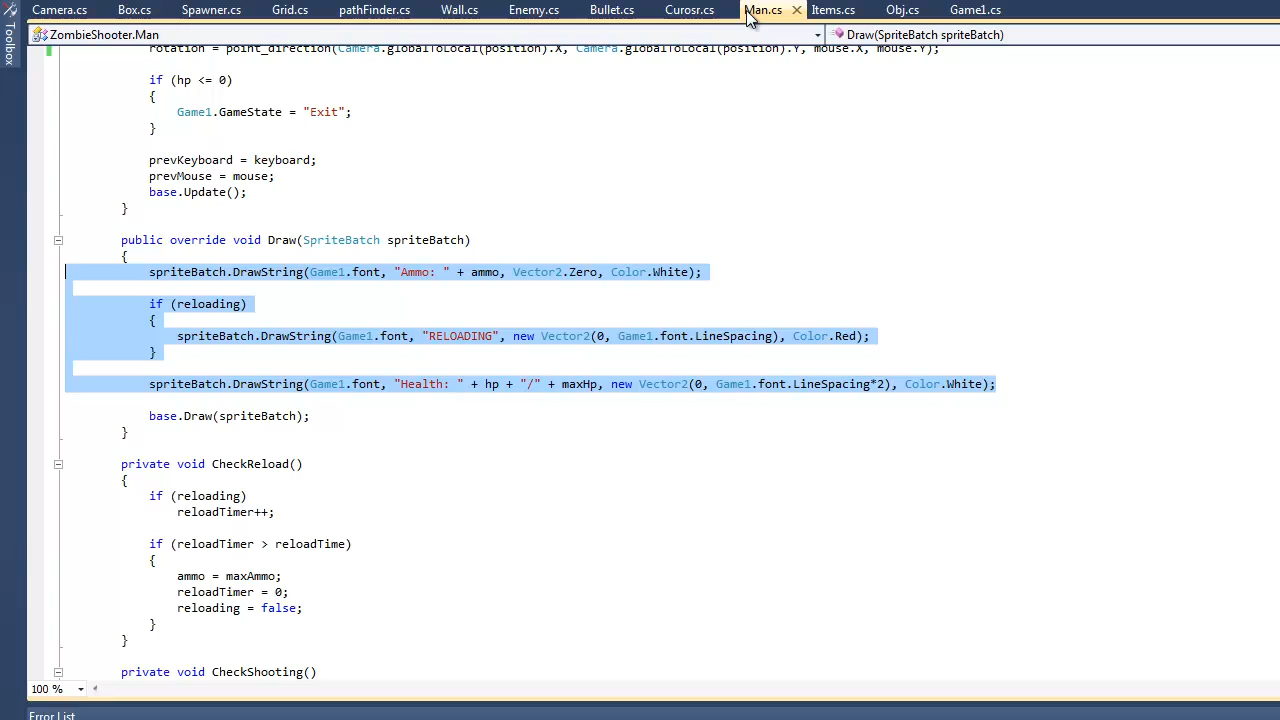 Camera.cs Box.cs Spawner.cs Grid.cs pathFinder.cs Wall.cs Enemy.cs Bullet.cs Curosr.cs Man.cs Items.cs Obj.cs Game1.cs
Toolbox
ZombieShooter.Man Draw(SpriteBatch spriteBatch)
rotation = point_direction(Camera.globalToLocal(position).X, Camera.globalToLocal(position).Y, mouse.X, mouse.Y);
if (hp <= 0)
{
Game1.GameState = "Exit";
}
prevKeyboard = keyboard;
prevMouse = mouse;
base.Update();
}
public override void Draw(SpriteBatch spriteBatch)
{
spriteBatch.DrawString(Game1.font, "Ammo: " + ammo, Vector2.Zero, Color.White);
if (reloading)
{
spriteBatch.DrawString(Game1.font, "RELOADING", new Vector2(0, Game1.font.LineSpacing), Color.Red);
}
spriteBatch.DrawString(Game1.font, "Health: " + hp + "/" + maxHp, new Vector2(0, Game1.font.LineSpacing*2), Color.White);
base.Draw(spriteBatch);
}
private void CheckReload()
{
if (reloading)
reloadTimer++;
if (reloadTimer > reloadTime)
{
ammo = maxAmmo;
reloadTimer = 0;
reloading = false;
}
}
private void CheckShooting()
100 %
Error List